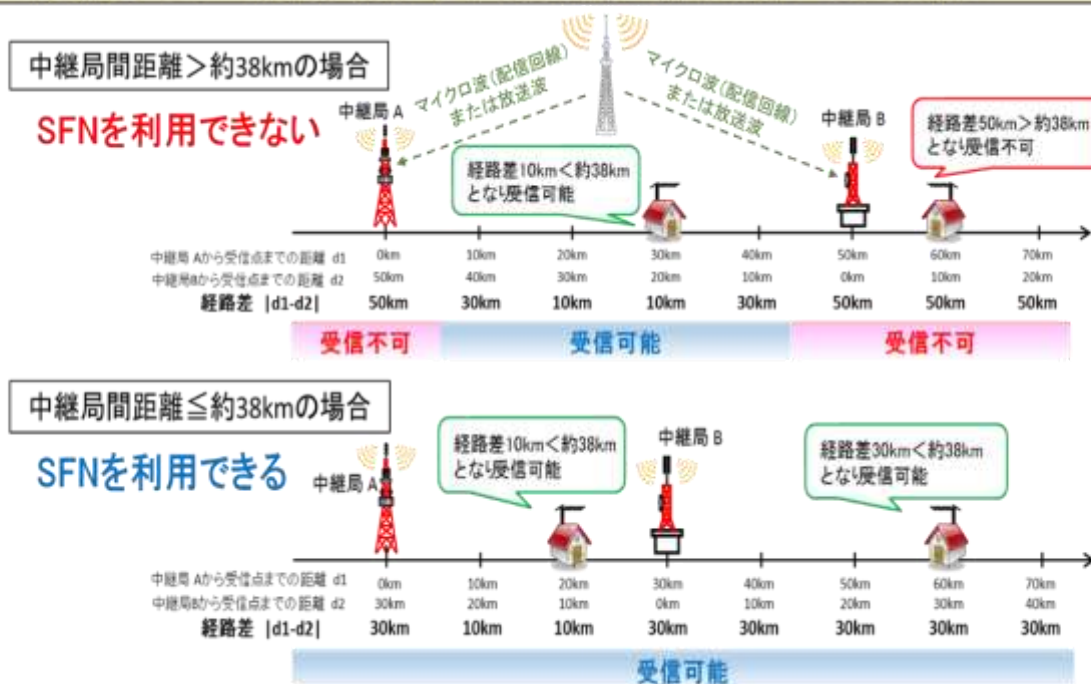 中継局間距離＞約38kmの場合
SFNを利用できない
マイクロ波(配信回線)
または放送波
マイクロ波(配信回線)
または放送波
中継局 A
中継局 B
経路差10km＜約38km
となり受信可能
経路差50km＞約38km
となり受信不可
中継局 Aから受信点までの距離 d1 0km 10km 20km 30km 40km 50km 60km 70km
中継局Bから受信点までの距離 d2 50km 40km 30km 20km 10km 0km 10km 20km
経路差 |d1-d2| 50km 30km 10km 10km 30km 50km 50km 50km
受信不可 受信可能 受信不可
中継局間距離≦約38kmの場合
SFNを利用できる
中継局 A
経路差10km＜約38km
となり受信可能
中継局 B
経路差30km＜約38km
となり受信可能
中継局 Aから受信点までの距離 d1 0km 10km 20km 30km 40km 50km 60km 70km
中継局Bから受信点までの距離 d2 30km 20km 10km 0km 10km 20km 30km 40km
経路差 |d1-d2| 30km 10km 10km 30km 30km 30km 30km 30km
受信可能